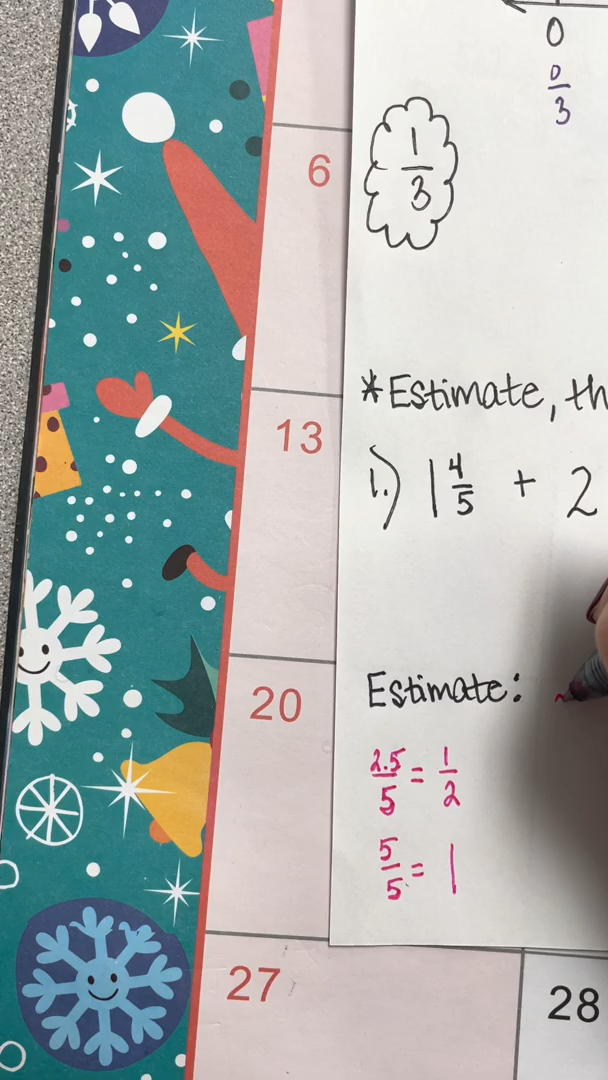 0
0/3
6
1/3
*Estimate, th
13
1.) 1 4/5 + 2
Estimate:
20
2.5/5 = 1/2
5/5 = 1
27
28